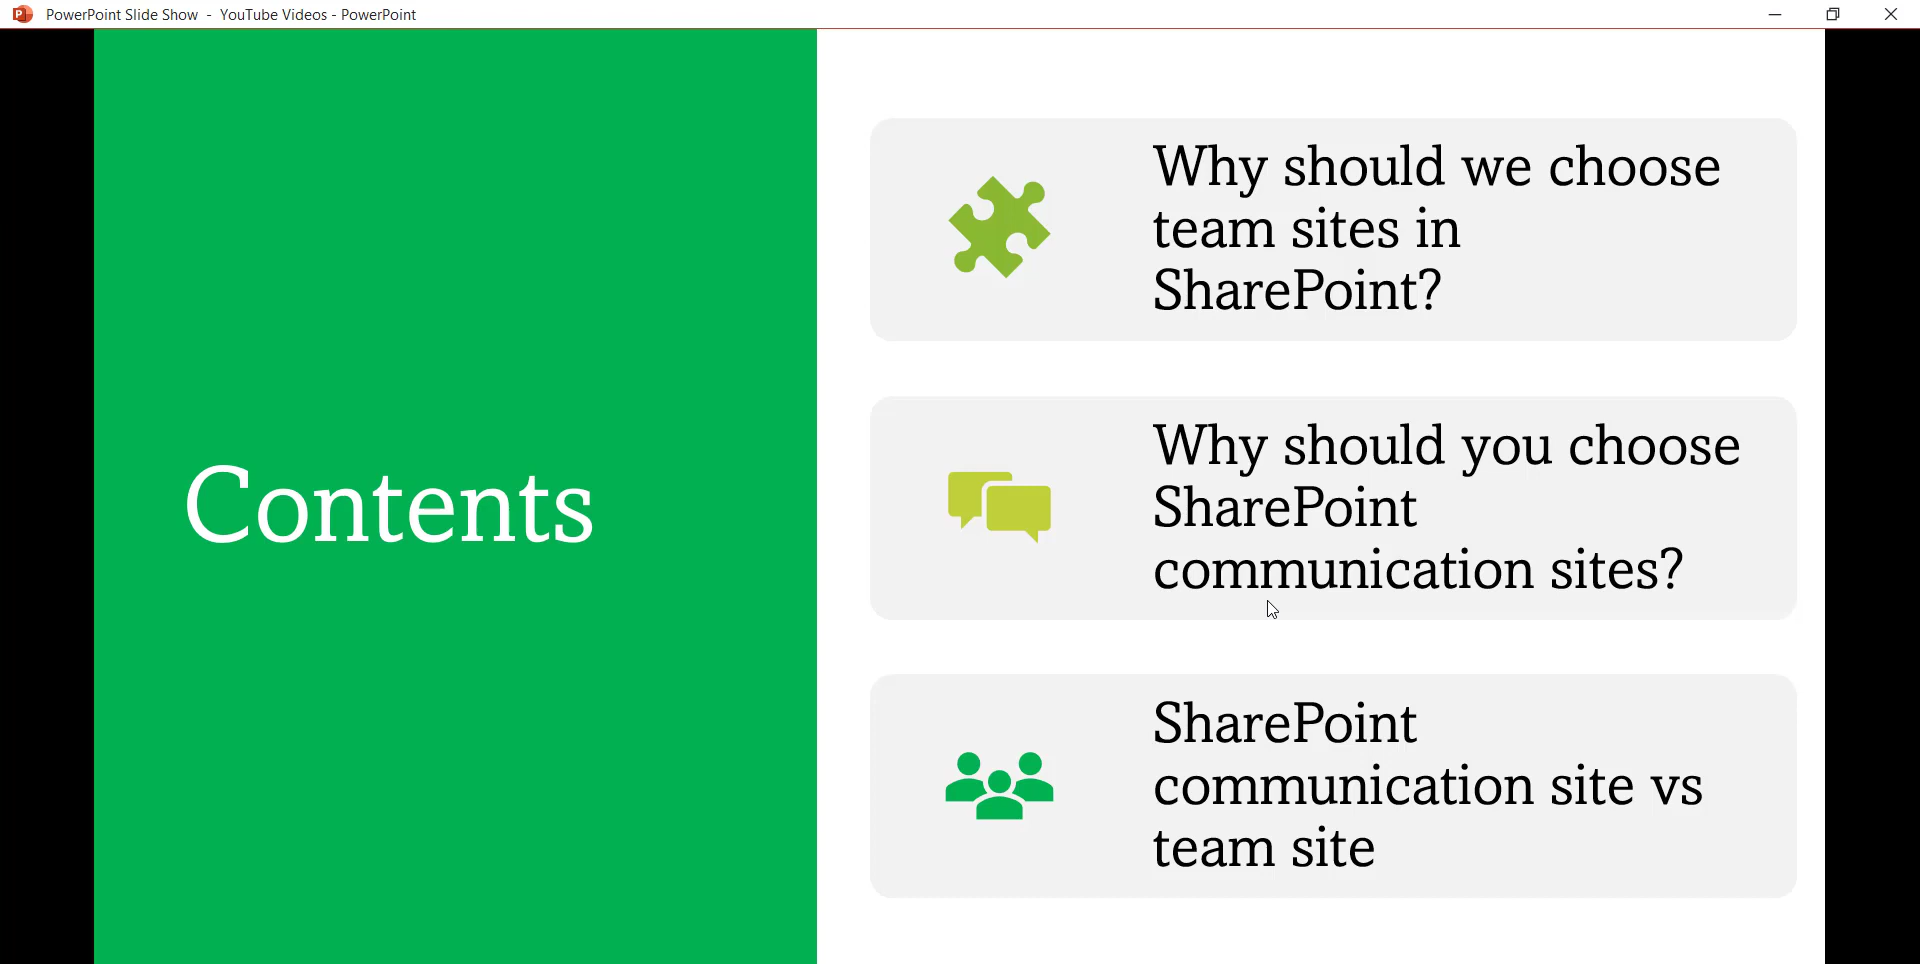 PowerPoint Slide Show - YouTube Videos - PowerPoint
Contents
Why should we choose
team sites in
SharePoint?
Why should you choose
SharePoint
communication sites?
SharePoint
communication site vs
team site